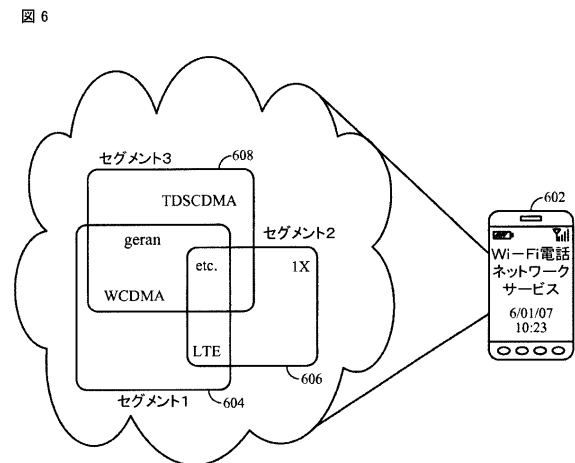 図 6
セグメント3
608
TDSCDMA
602
geran
セグメント2
etc.
1X
WCDMA
LTE
606
セグメント1
604
Wi-Fi電話
ネットワーク
サービス
6/01/07
10:23